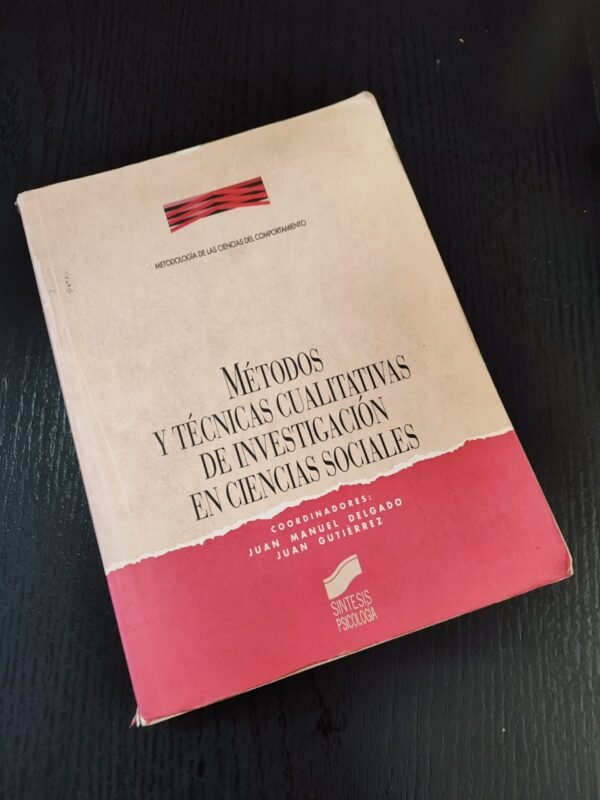 METODOLOGÍA DE LAS CIENCIAS DEL COMPORTAMIENTO
MÉTODOS
Y TÉCNICAS CUALITATIVAS
DE INVESTIGACIÓN
EN CIENCIAS SOCIALES
COORDINADORES:
JUAN MANUEL DELGADO
JUAN GUTIÉRREZ
SINTESIS
PSICOLOGIA